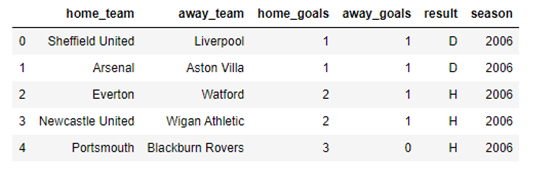 home_team away_team home_goals away_goals result season
0 Sheffield United Liverpool 1 1 D 2006
1 Arsenal Aston Villa 1 1 D 2006
2 Everton Watford 2 1 H 2006
3 Newcastle United Wigan Athletic 2 1 H 2006
4 Portsmouth Blackburn Rovers 3 0 H 2006